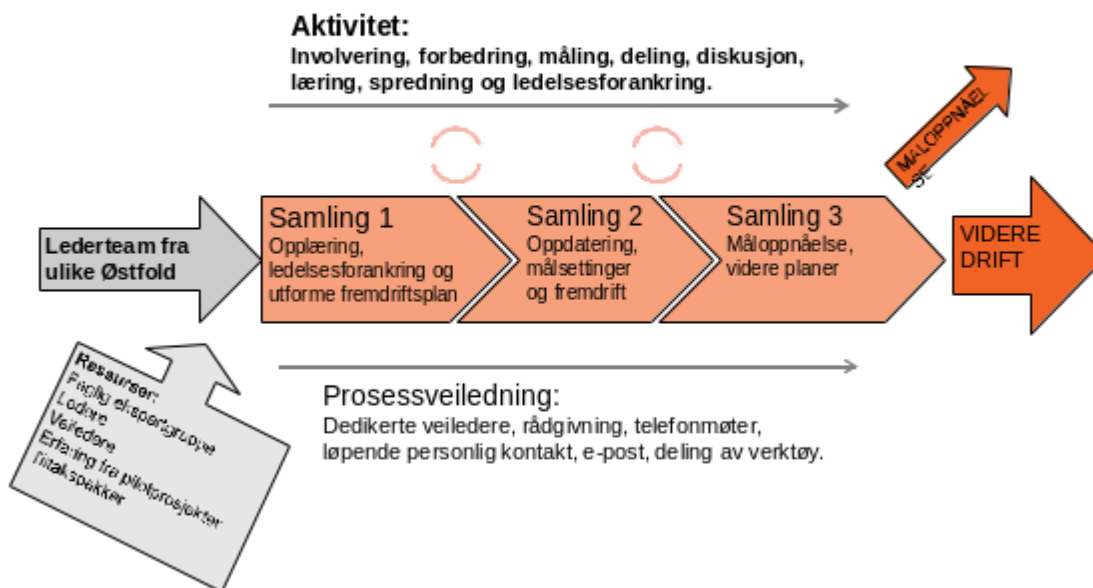 Aktivitet:
Involvering, forbedring, måling, deling, diskusjon,
læring, spredning og ledelsesforankring.
MÅLOPPNÅEL
SE
Lederteam fra
ulike Østfold
Samling 1
Opplæring,
ledelsesforankring og
utforme fremdriftsplan
Samling 2
Oppdatering,
målsettinger
og fremdrift
Samling 3
Måloppnåelse,
videre planer
VIDERE
DRIFT
Ressurser:
Faglig ekspertgruppe
Ledere
Veiledere
Erfaring fra pilotprosjekter
Tiltakspakker
Prosessveiledning:
Dedikerte veiledere, rådgivning, telefonmøter,
løpende personlig kontakt, e-post, deling av verktøy.